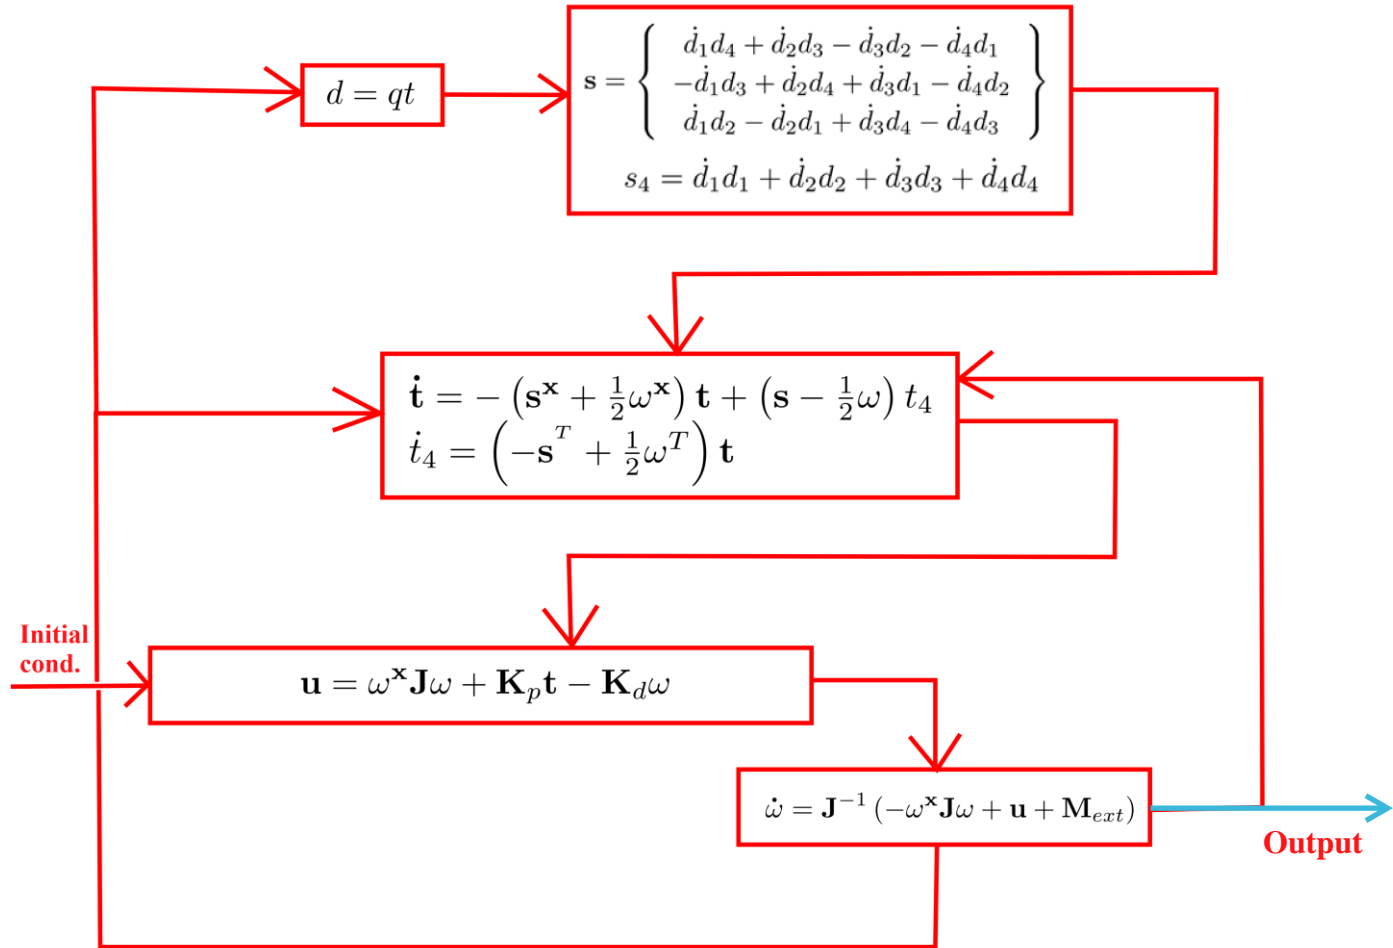 d = qt
s = { ḋ₁d₄ + ḋ₂d₃ − ḋ₃d₂ − ḋ₄d₁
−ḋ₁d₃ + ḋ₂d₄ + ḋ₃d₁ − ḋ₄d₂
ḋ₁d₂ − ḋ₂d₁ + ḋ₃d₄ − ḋ₄d₃ }
s₄ = ḋ₁d₁ + ḋ₂d₂ + ḋ₃d₃ + ḋ₄d₄
ṫ = − (sˣ + ½ωˣ) t + (s − ½ω) t₄
ṫ₄ = (−sᵀ + ½ωᵀ) t
Initial
cond.
u = ωˣJω + Kₚt − K_dω
ω̇ = J⁻¹ (−ωˣJω + u + M_ext)
Output